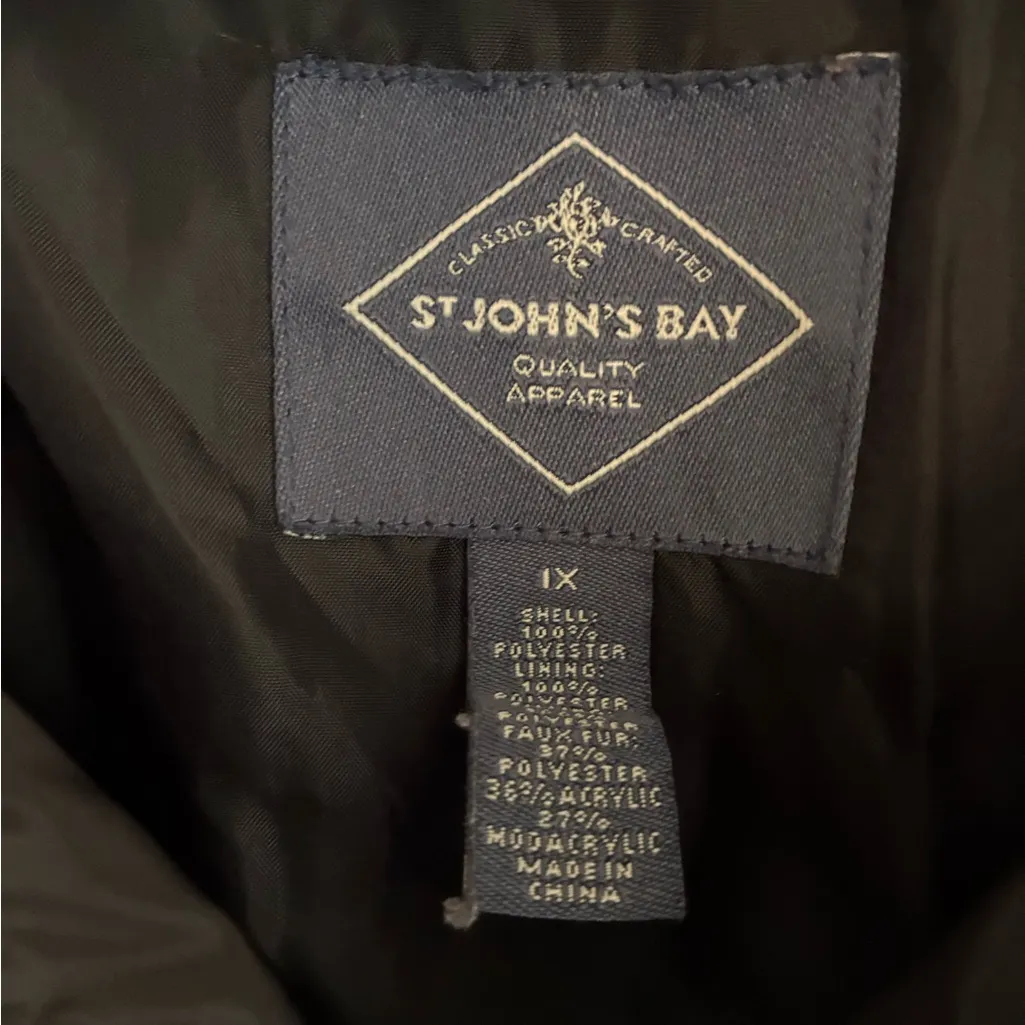 CLASSIC CRAFTED
ST JOHN'S BAY
QUALITY
APPAREL
1X
SHELL:
100%
POLYESTER
LINING:
100%
POLYESTER
POLYESTER
FAUX FUR:
37%
POLYESTER
36% ACRYLIC
27%
MODACRYLIC
MADE IN
CHINA